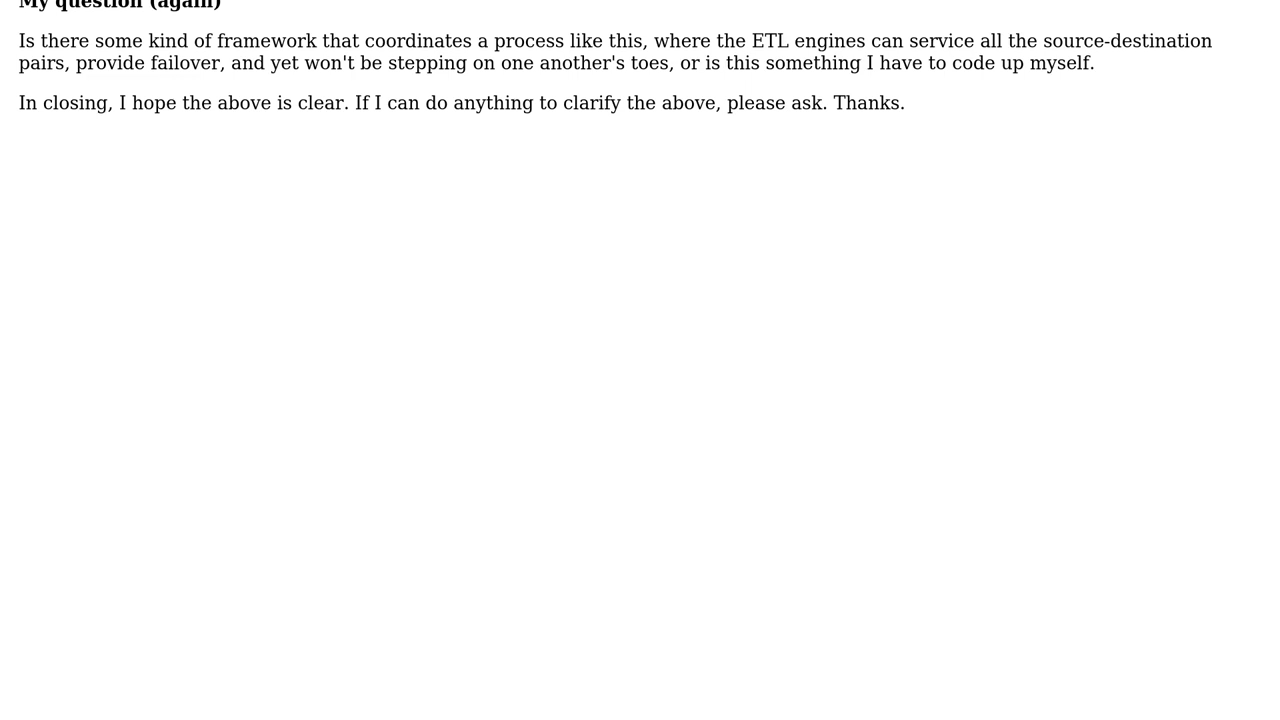 My question (again)
Is there some kind of framework that coordinates a process like this, where the ETL engines can service all the source-destination
pairs, provide failover, and yet won't be stepping on one another's toes, or is this something I have to code up myself.
In closing, I hope the above is clear. If I can do anything to clarify the above, please ask. Thanks.